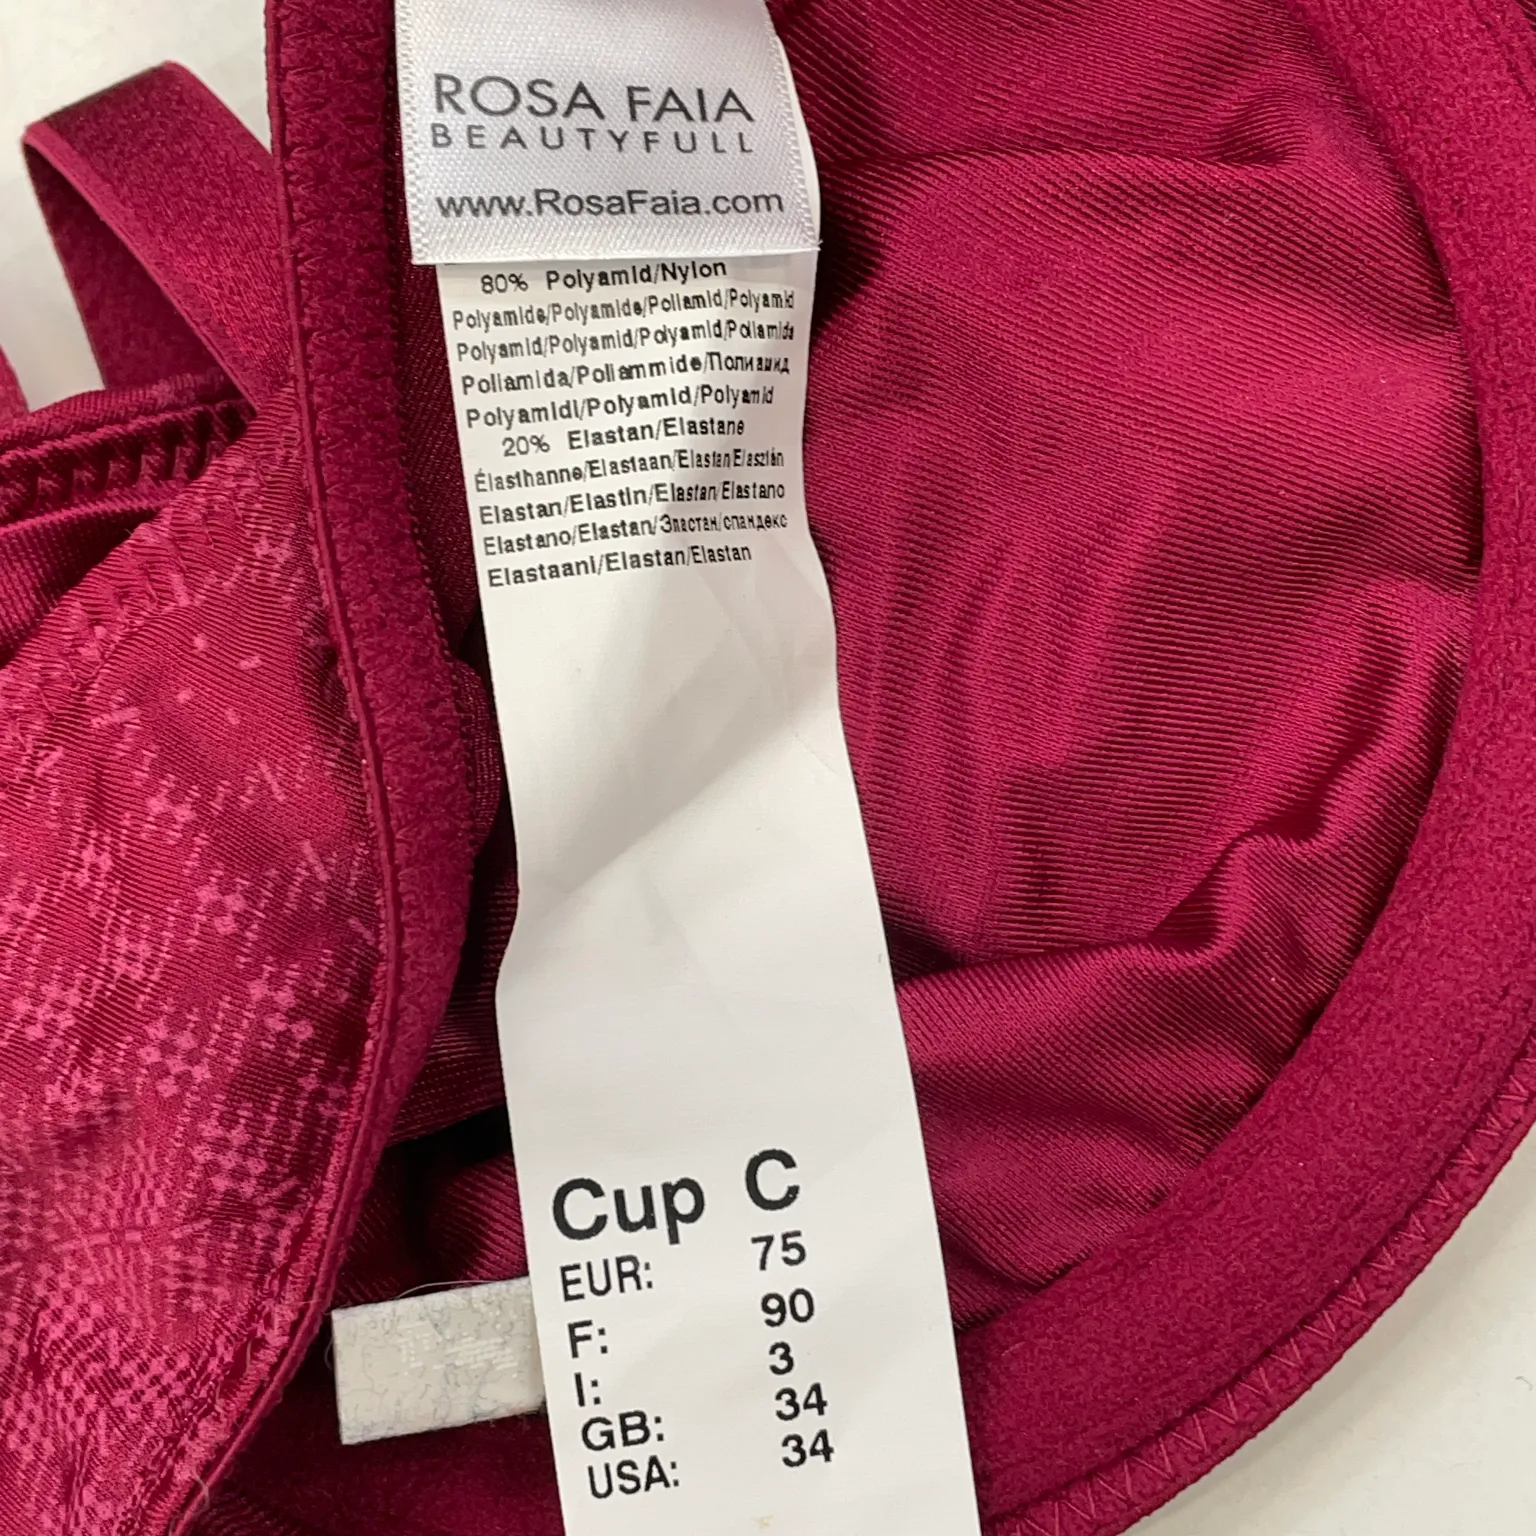 ROSA FAIA
BEAUTYFULL
www.RosaFaia.com
80% Polyamid/Nylon
Polyamide/Polyamide/Poliamid/Polyamid
Polyamid/Polyamid/Polyamid/Poliamida
Poliamida/Poliammide/Полиамид
Polyamidi/Polyamid/Polyamid
20% Elastan/Elastane
Élasthanne/Elastaan/Elastan/Elasztán
Elastan/Elastin/Elastan/Elastano
Elastano/Elastan/Эластан/спандекс
Elastaani/Elastan/Elastan
Cup C
EUR: 75
F: 90
I: 3
GB: 34
USA: 34